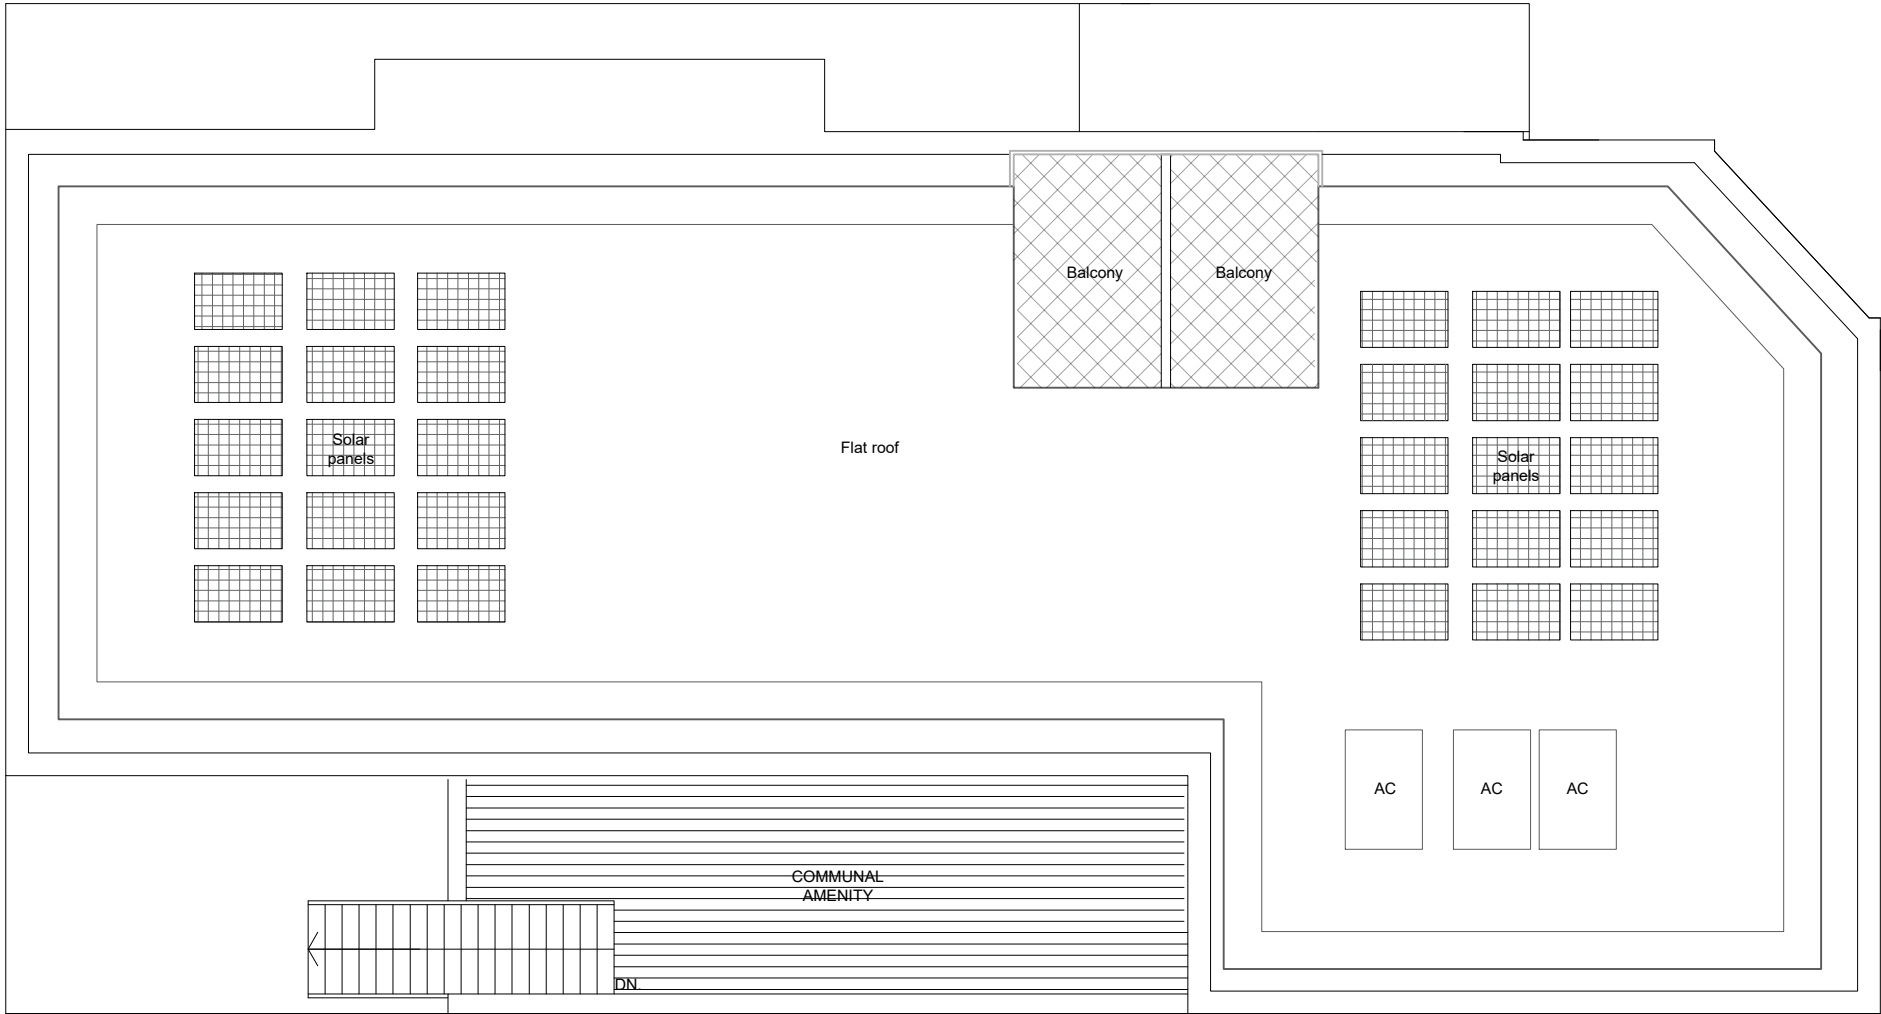 Balcony
Balcony
Solar
panels
Flat roof
Solar
panels
AC
AC
AC
COMMUNAL
AMENITY
DN.